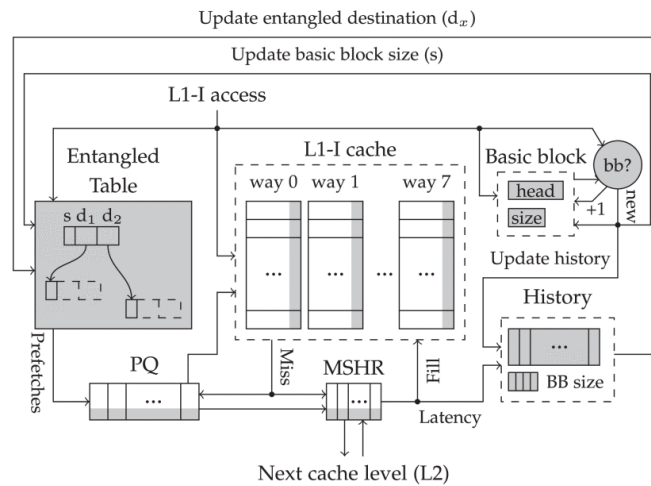 Update entangled destination (dₓ)
Update basic block size (s)
L1-I access
Entangled
Table
L1-I cache
Basic block
bb?
way 0 way 1 way 7
head
size
+1
new
s d₁ d₂
... ... ... ...
Update history
History
...
BB size
Prefetches
PQ
...
Miss
MSHR
...
Fill
Latency
Next cache level (L2)